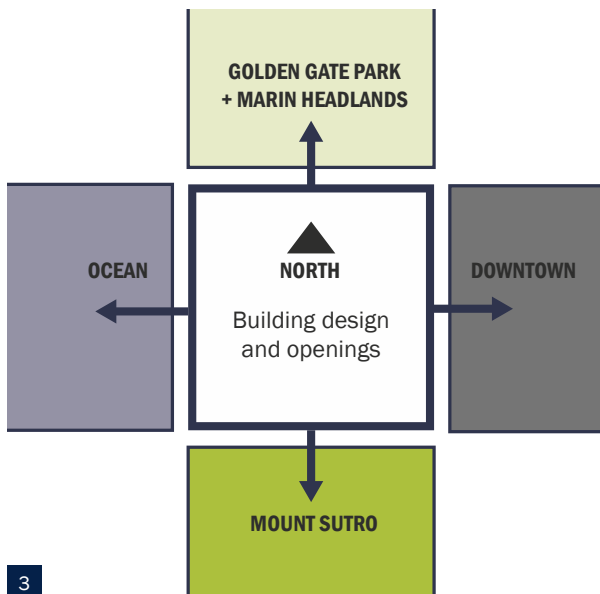 GOLDEN GATE PARK
+ MARIN HEADLANDS
OCEAN
NORTH
DOWNTOWN
Building design
and openings
MOUNT SUTRO
3